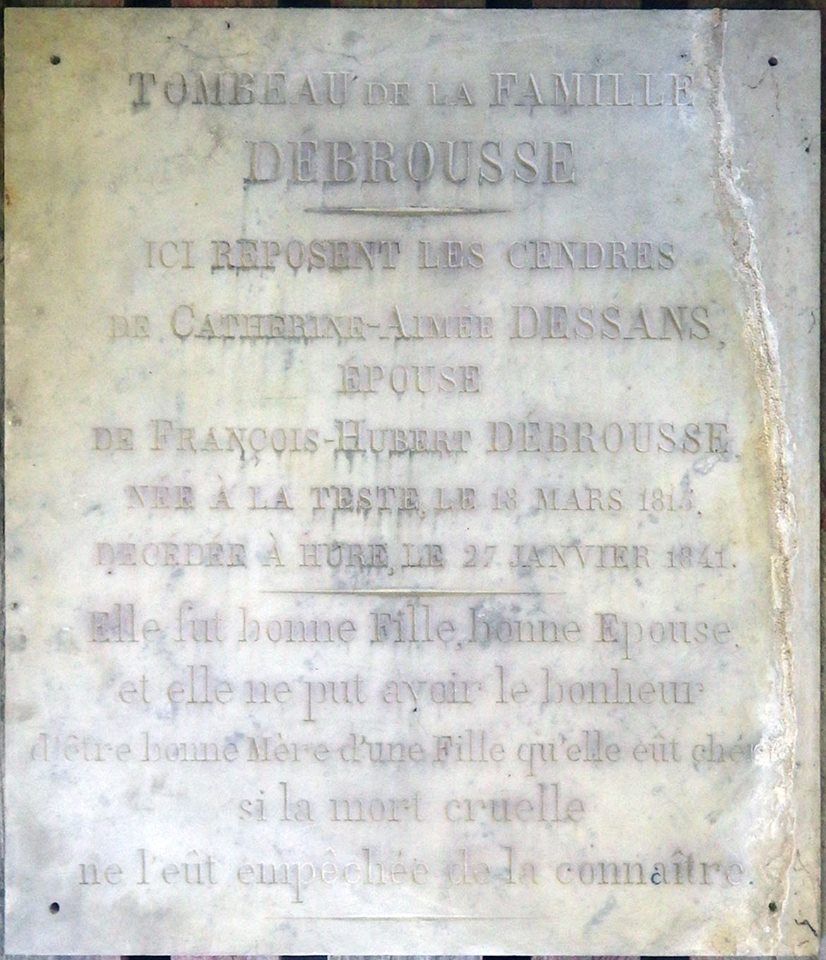 TOMBEAU DE LA FAMILLE
DÉBROUSSE
ICI REPOSENT LES CENDRES
DE CATHERINE-AIMÉE DESSANS,
ÉPOUSE
DE FRANÇOIS-HUBERT DÉBROUSSE,
NÉE À LA TESTE, LE 18 MARS
DECÉDÉE À HURE, LE 27 JANVIER 1841.
Elle fut bonne Fille, bonne Epouse,
et elle ne put avoir le bonheur
d'être bonne Mère d'une Fille qu'elle eût
si la mort cruelle
ne l'eût empêchée de la connaître.